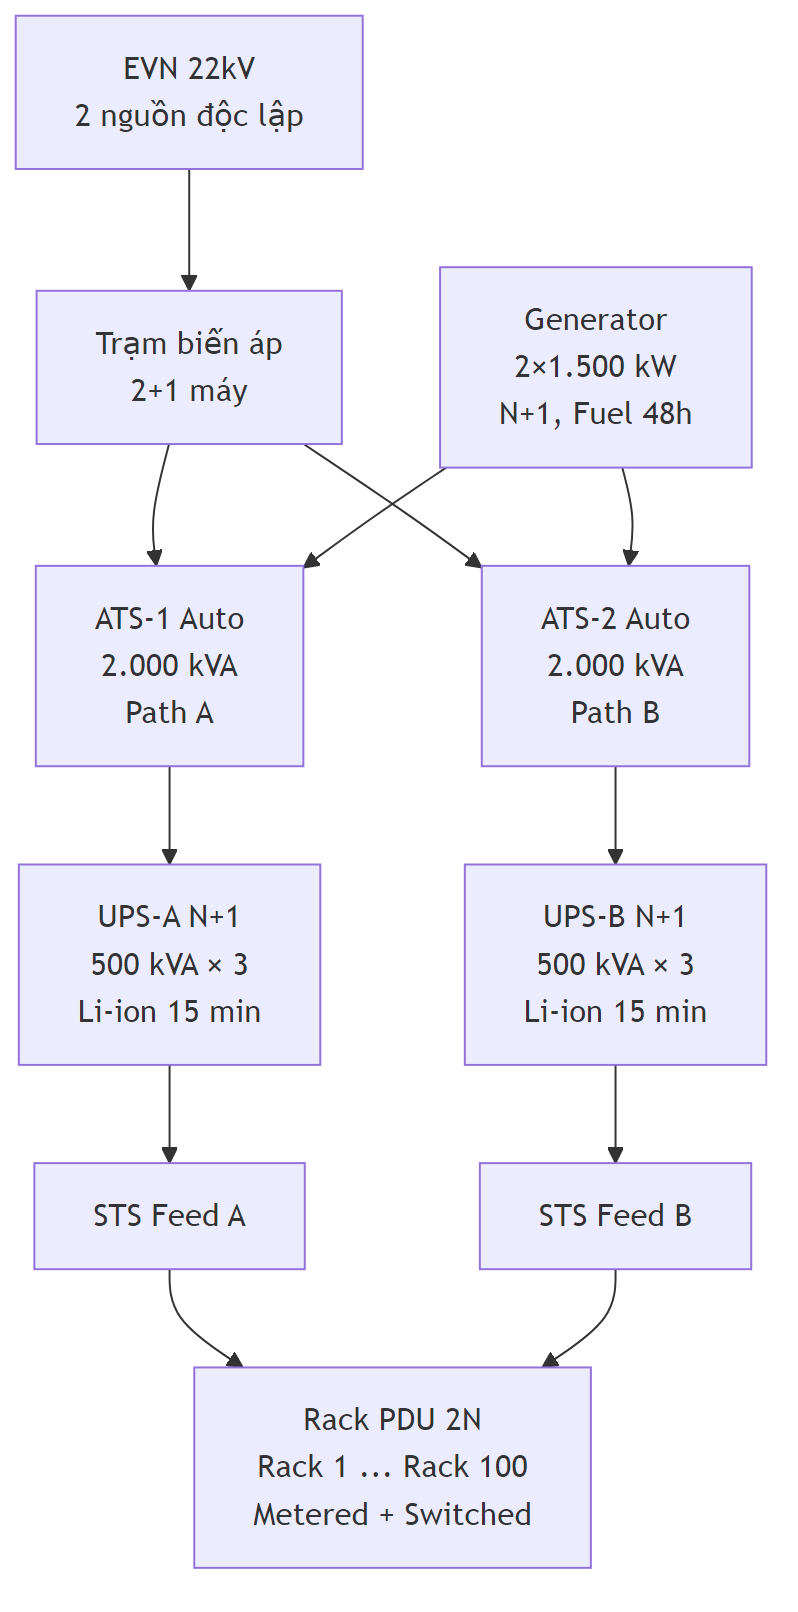 EVN 22kV
2 nguồn độc lập
Trạm biến áp
2+1 máy
Generator
2×1.500 kW
N+1, Fuel 48h
ATS-1 Auto
2.000 kVA
Path A
ATS-2 Auto
2.000 kVA
Path B
UPS-A N+1
500 kVA × 3
Li-ion 15 min
UPS-B N+1
500 kVA × 3
Li-ion 15 min
STS Feed A
STS Feed B
Rack PDU 2N
Rack 1 ... Rack 100
Metered + Switched